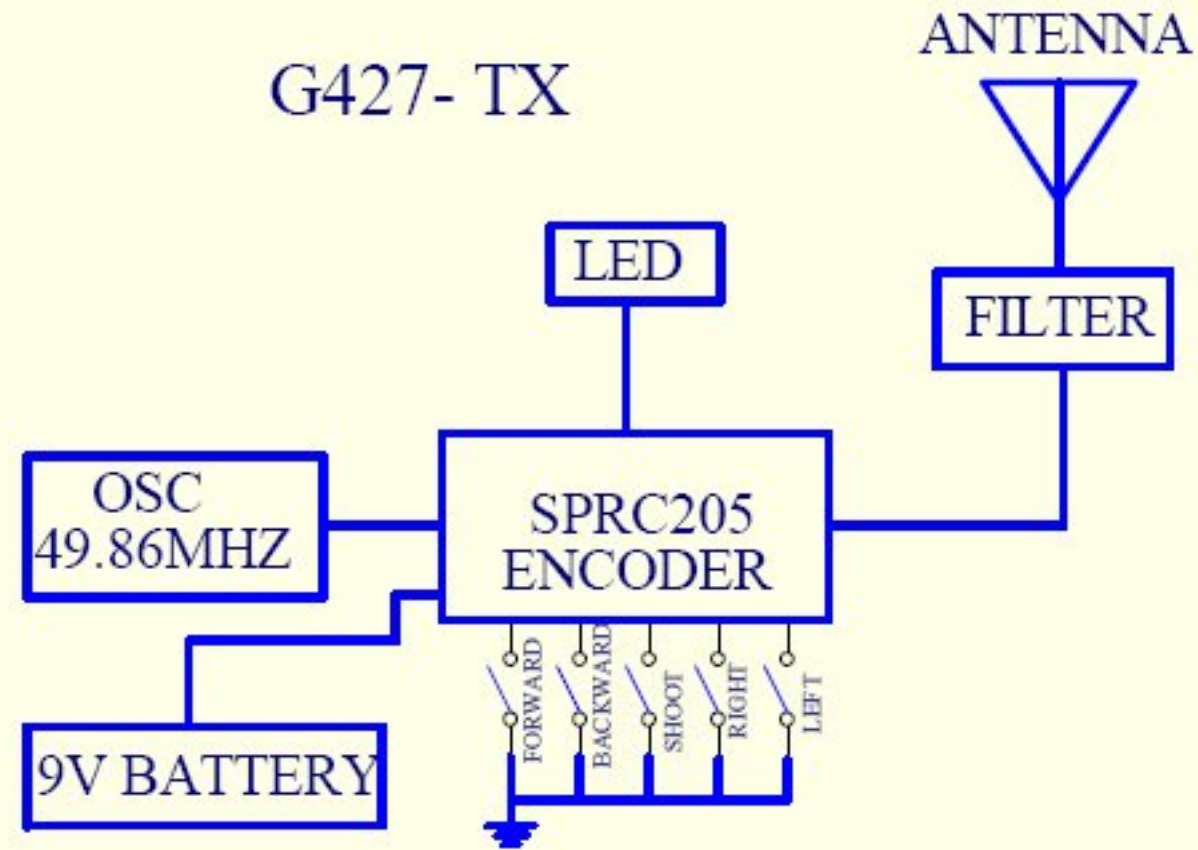 G427- TX
ANTENNA
LED
FILTER
OSC
49.86MHZ
SPRC205
ENCODER
FORWARD
BACKWARD
SHOOT
RIGHT
LEFT
9V BATTERY